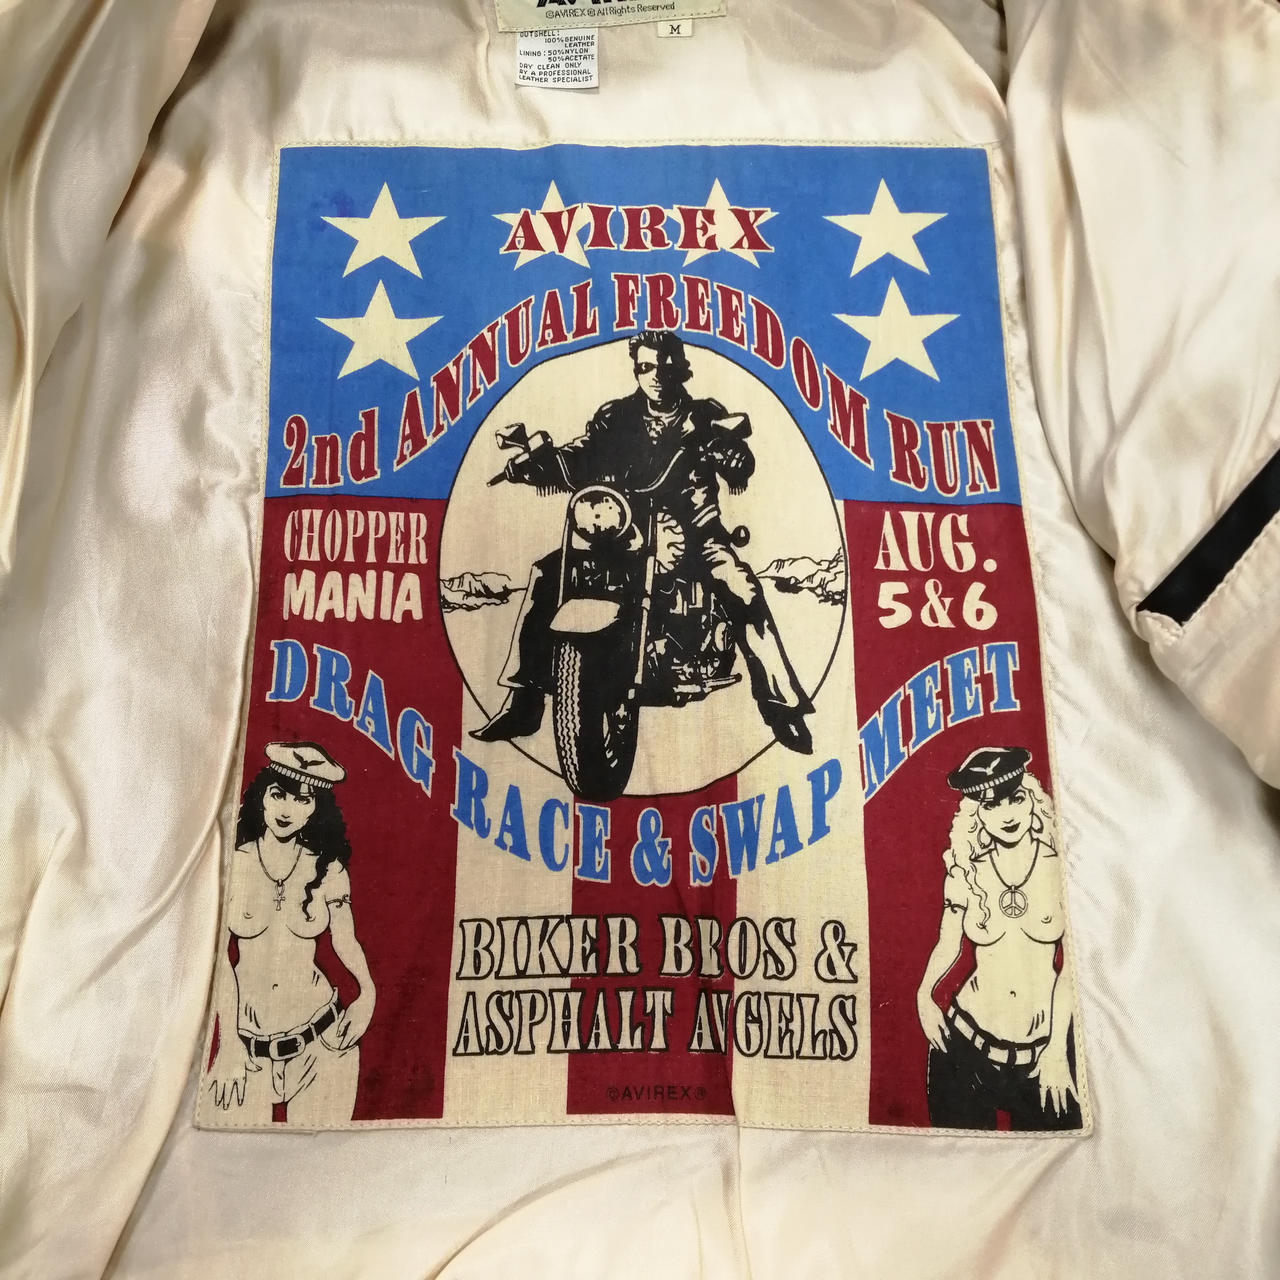 ©AVIREX® All Rights Reserved
M
OUTSHELL:
100% GENUINE
LEATHER
LINING: 50% NYLON
50% ACETATE
DRY CLEAN ONLY
BY A PROFESSIONAL
LEATHER SPECIALIST
AVIREX
2nd ANNUAL FREEDOM RUN
CHOPPER
MANIA
AUG.
5&6
DRAG RACE & SWAP MEET
BIKER BROS &
ASPHALT ANGELS
©AVIREX®